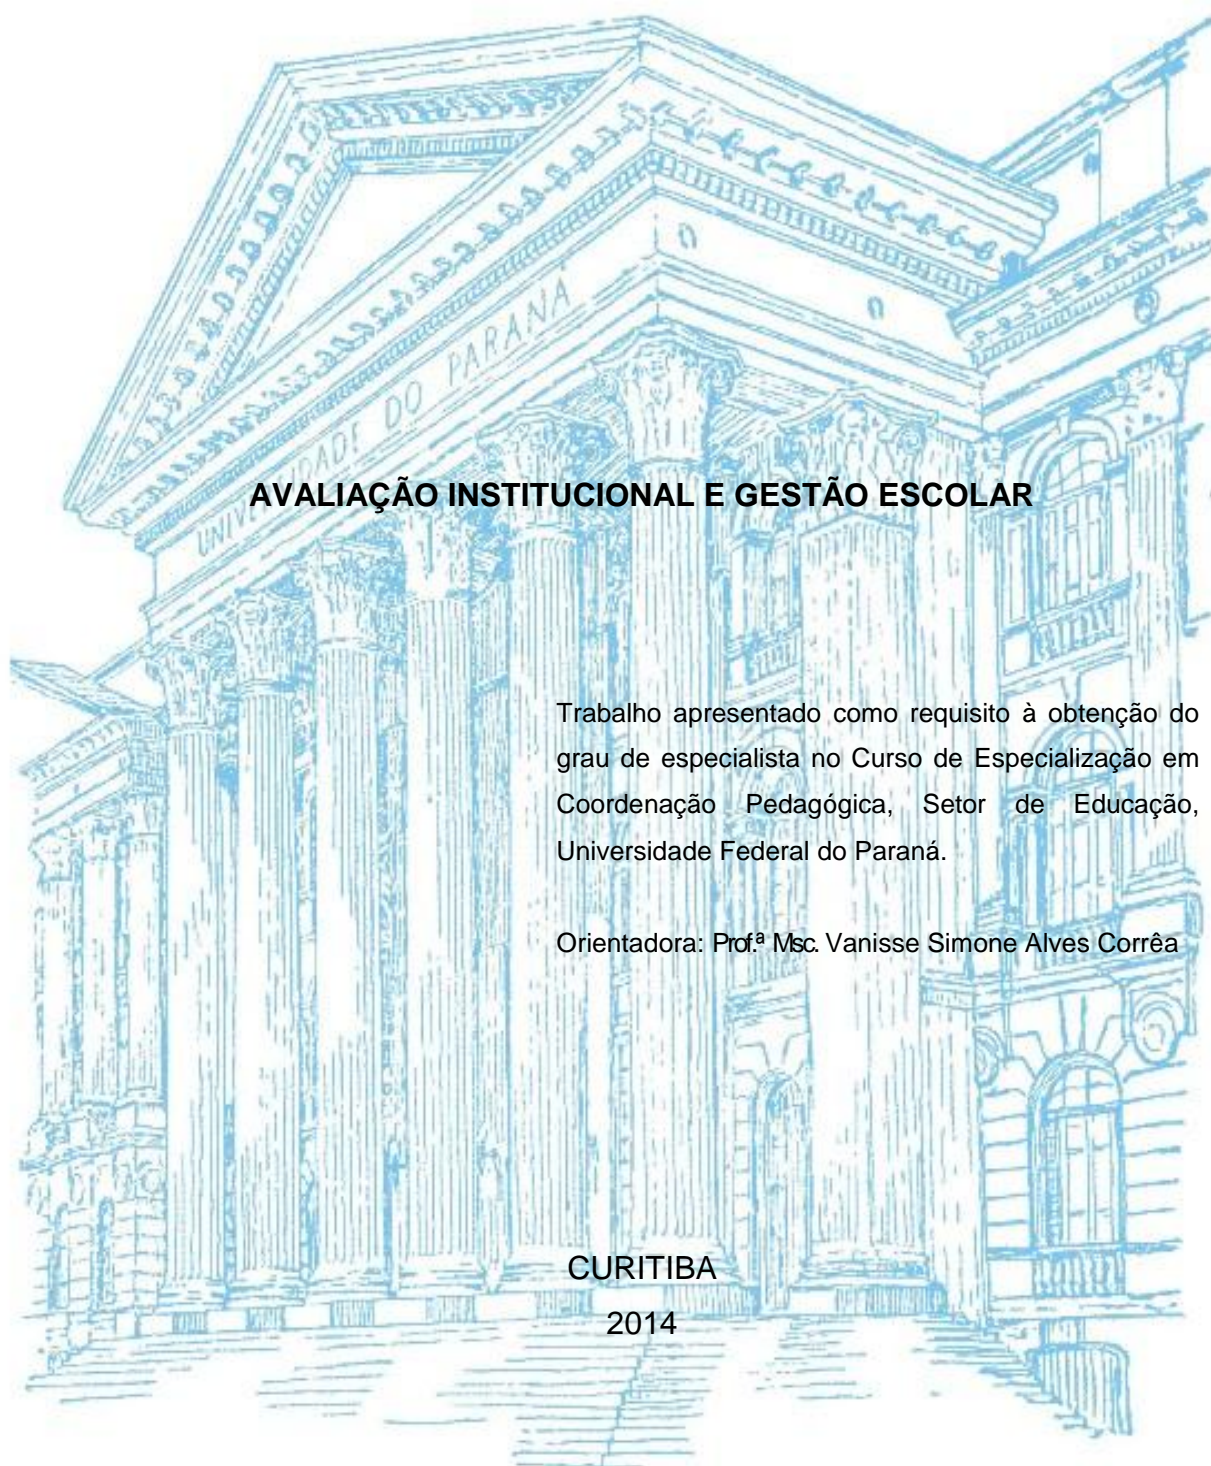 UNIVERSIDADE DO PARANÁ
AVALIAÇÃO INSTITUCIONAL E GESTÃO ESCOLAR
Trabalho apresentado como requisito à obtenção do
grau de especialista no Curso de Especialização em
Coordenação Pedagógica, Setor de Educação,
Universidade Federal do Paraná.
Orientadora: Prof.ª Msc. Vanisse Simone Alves Corrêa
CURITIBA
2014